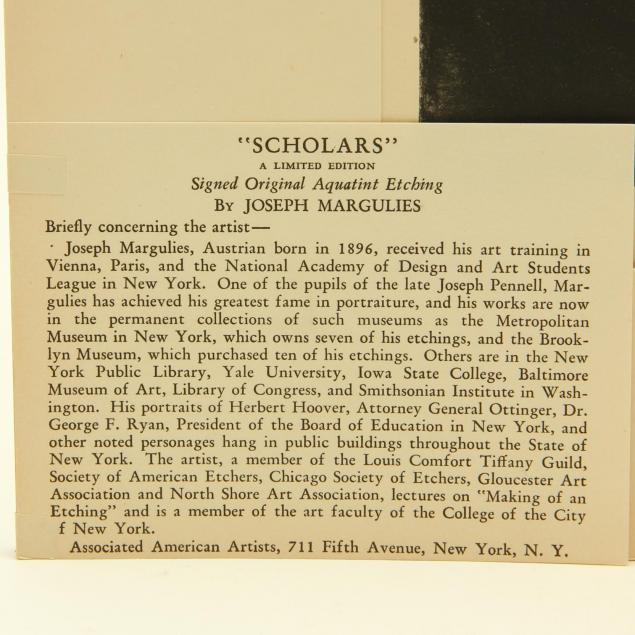 "SCHOLARS"
A LIMITED EDITION
Signed Original Aquatint Etching
By JOSEPH MARGULIES
Briefly concerning the artist—
Joseph Margulies, Austrian born in 1896, received his art training in
Vienna, Paris, and the National Academy of Design and Art Students
League in New York. One of the pupils of the late Joseph Pennell, Mar-
gulies has achieved his greatest fame in portraiture, and his works are now
in the permanent collections of such museums as the Metropolitan
Museum in New York, which owns seven of his etchings, and the Brook-
lyn Museum, which purchased ten of his etchings. Others are in the New
York Public Library, Yale University, Iowa State College, Baltimore
Museum of Art, Library of Congress, and Smithsonian Institute in Wash-
ington. His portraits of Herbert Hoover, Attorney General Ottinger, Dr.
George F. Ryan, President of the Board of Education in New York, and
other noted personages hang in public buildings throughout the State of
New York. The artist, a member of the Louis Comfort Tiffany Guild,
Society of American Etchers, Chicago Society of Etchers, Gloucester Art
Association and North Shore Art Association, lectures on "Making of an
Etching" and is a member of the art faculty of the College of the City
f New York.
Associated American Artists, 711 Fifth Avenue, New York, N. Y.